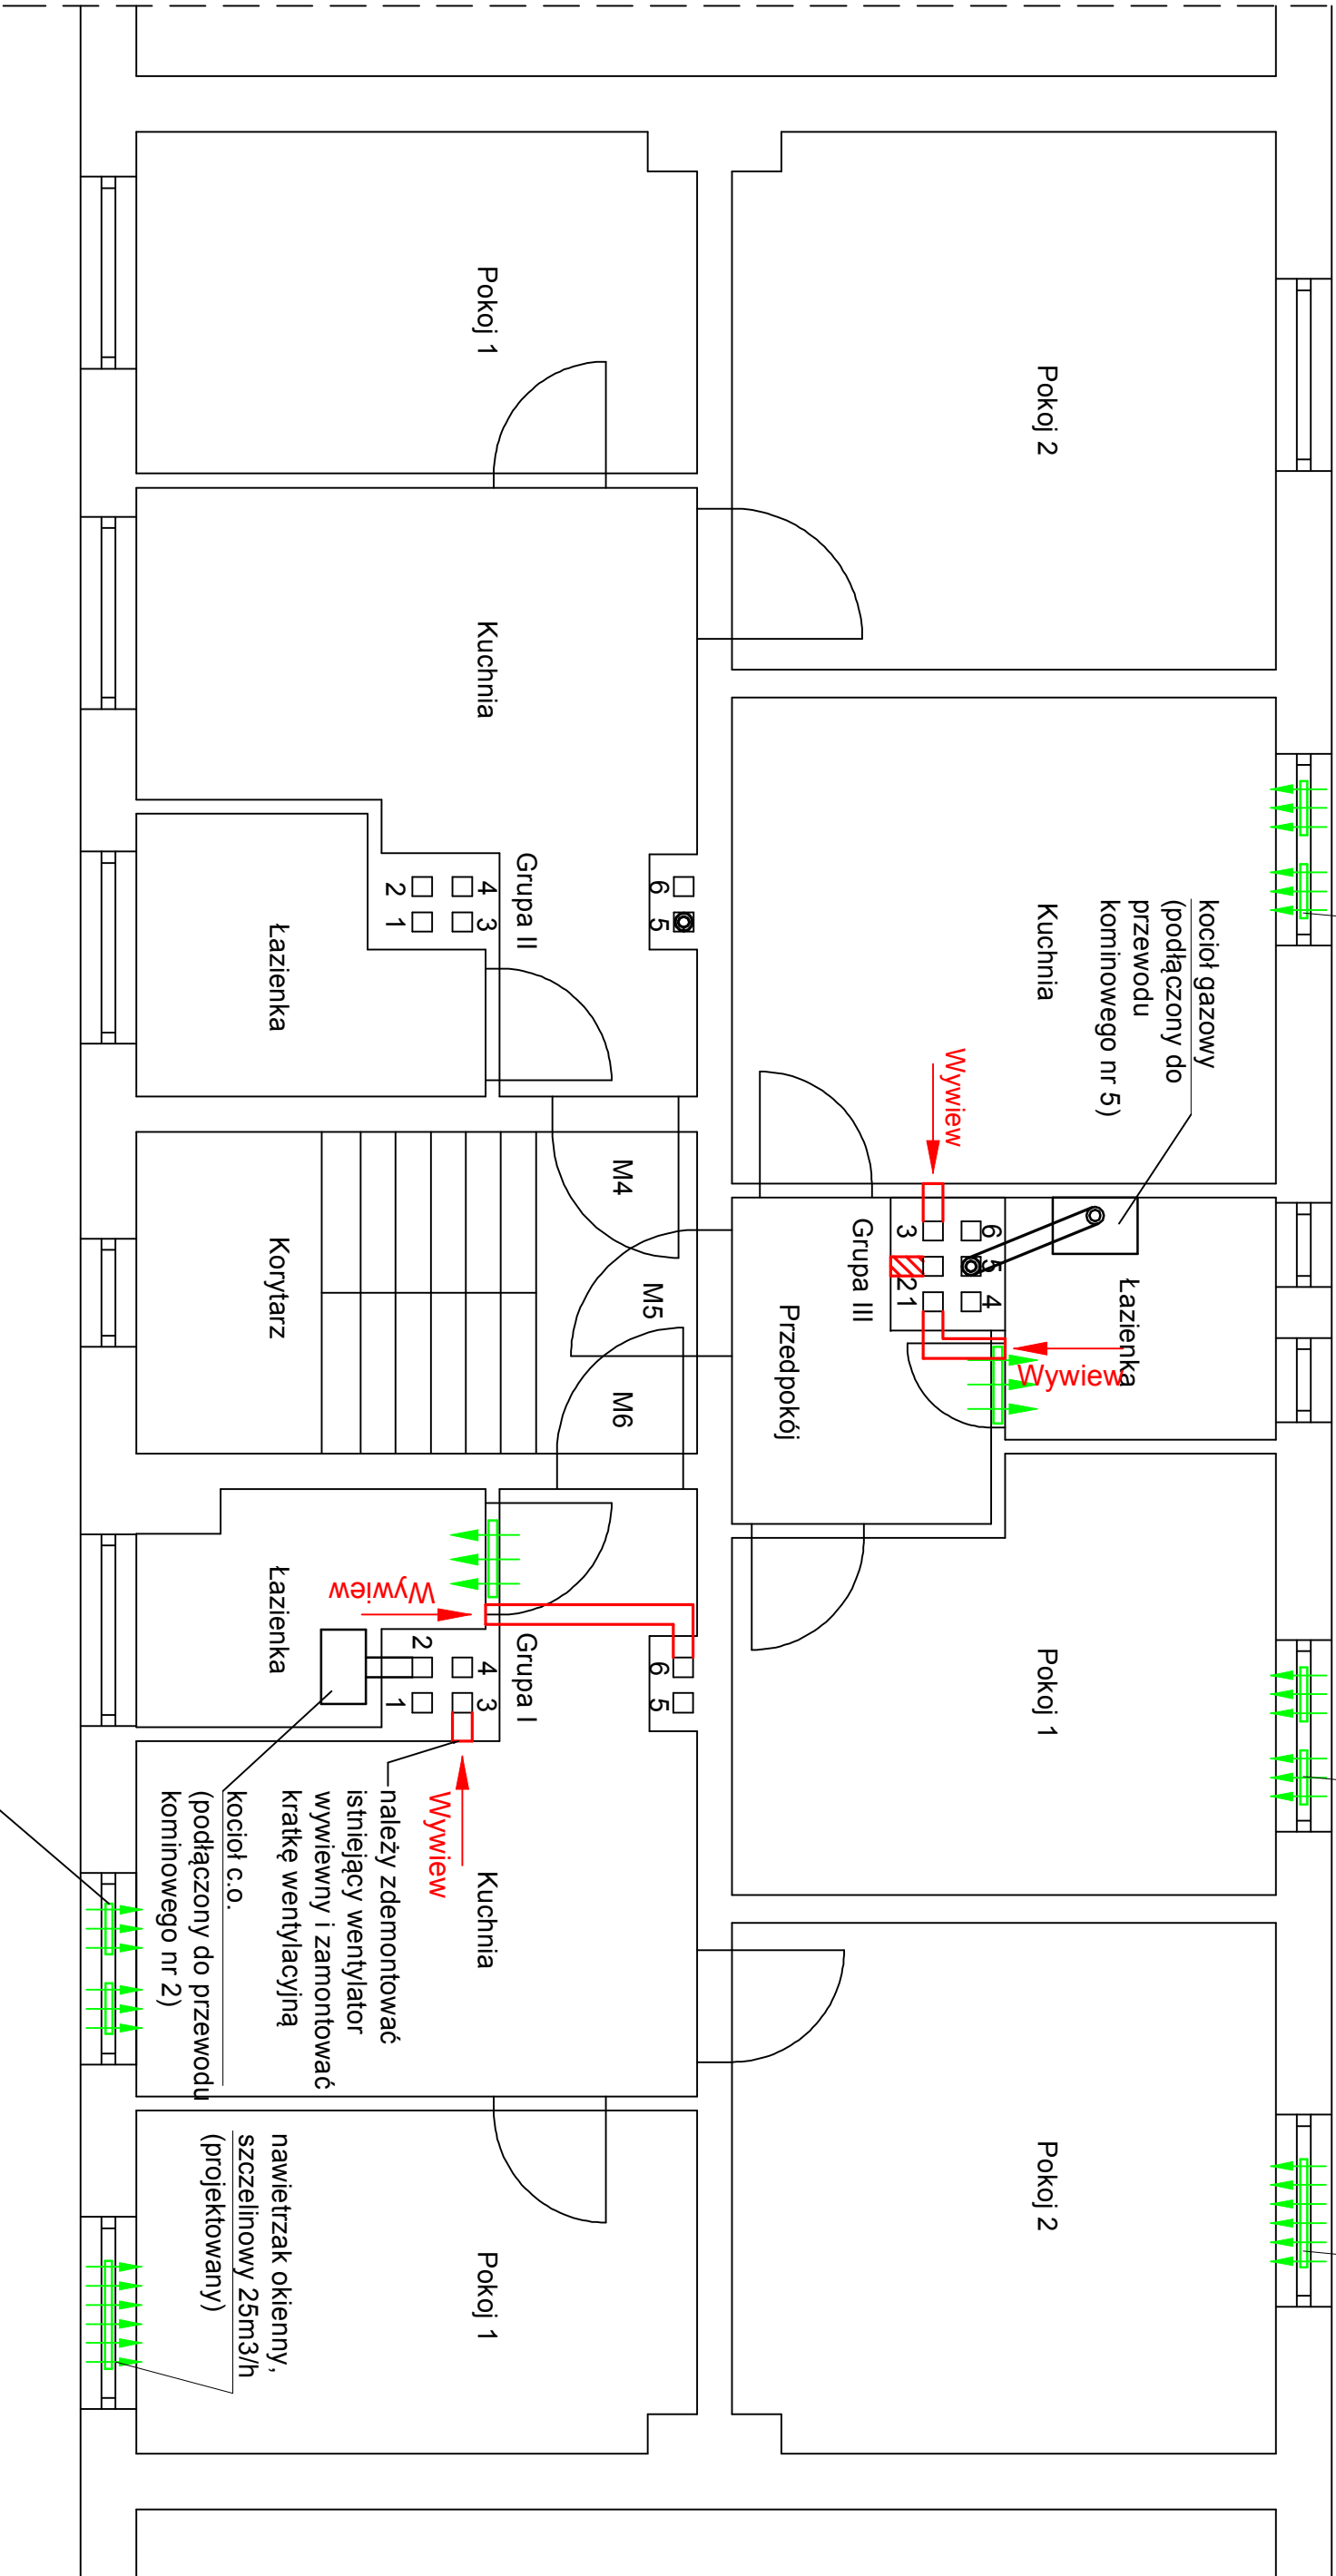 Pokoj 2
Kuchnia
kocioł gazowy
(podłączony do
przewodu
kominowego nr 5)
Wywiew
Łazienka
Wywiew
6
5
4
3
2
1
Grupa III
Przedpokój
Pokoj 1
Pokoj 2
Pokoj 1
Kuchnia
Grupa II
6
5
4
3
2
1
Łazienka
M4
M5
M6
Korytarz
Łazienka
Wywiew
Grupa I
6
5
4
3
2
1
Wywiew
Kuchnia
należy zdemontować
istniejący wentylator
wywiewny i zamontować
kratkę wentylacyjną
kocioł c.o.
(podłączony do przewodu
kominowego nr 2)
Pokoj 1
nawietrzak okienny,
szczelinowy 25m3/h
(projektowany)